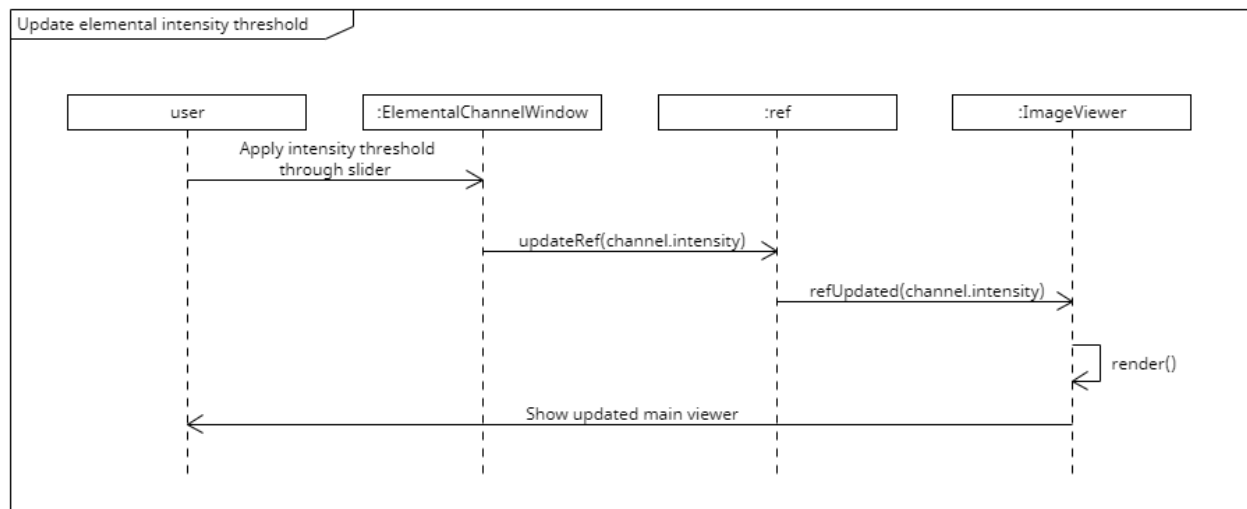 Update elemental intensity threshold
user
:ElementalChannelWindow
:ref
:ImageViewer
Apply intensity threshold
through slider
updateRef(channel.intensity)
refUpdated(channel.intensity)
render()
Show updated main viewer